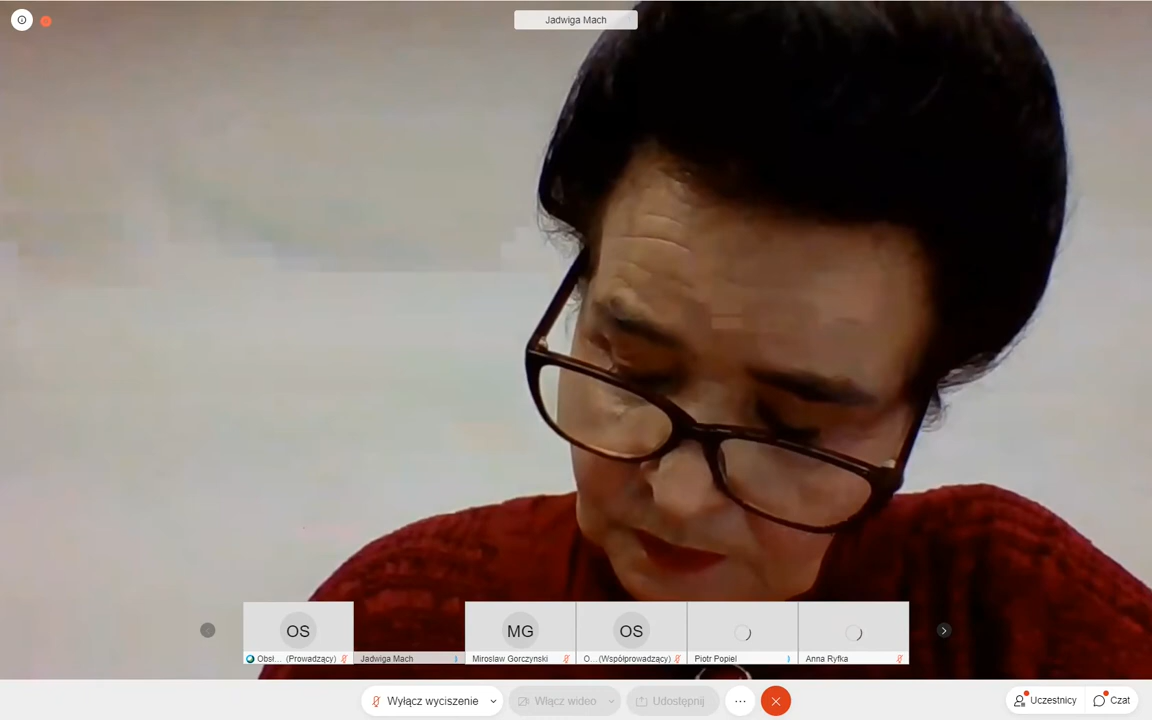 Jadwiga Mach
OS
MG
OS
Obsł... (Prowadzący)
Jadwiga Mach
Miroslaw Gorczynski
O...(Współprowadzący)
Piotr Popiel
Anna Ryfka
Wyłącz wyciszenie
Włącz wideo
Udostępnij
Uczestnicy
Czat